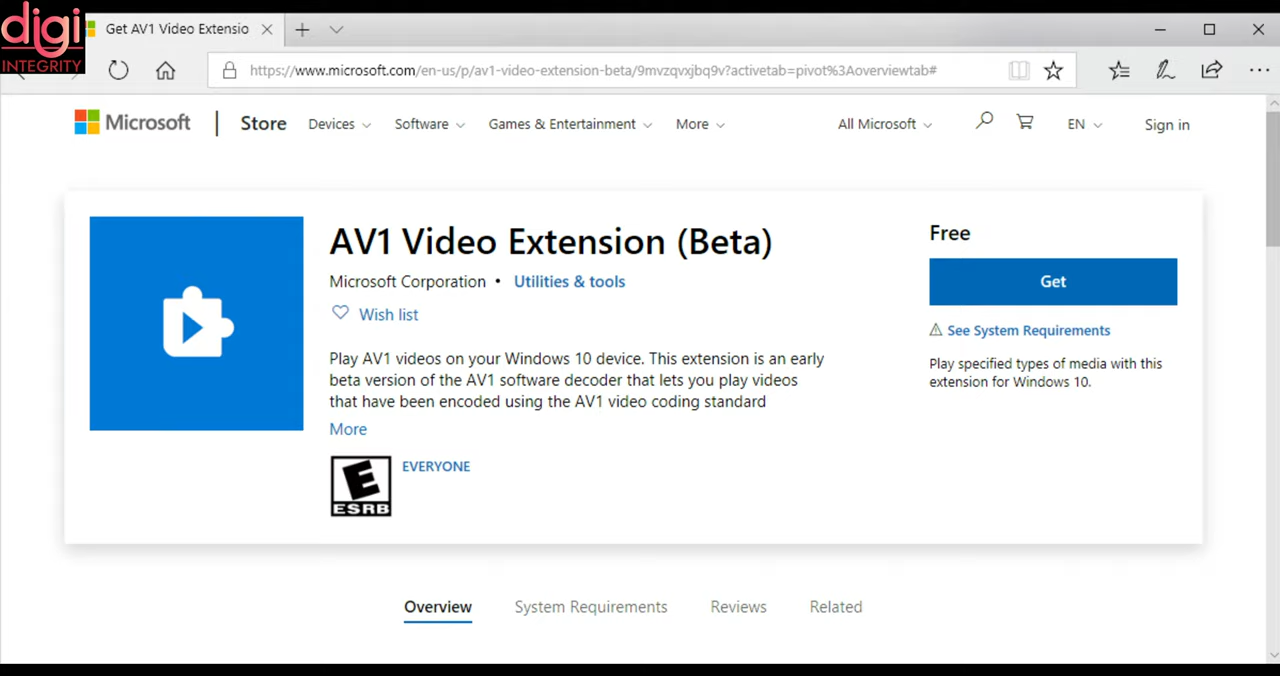 digi
INTEGRITY
Get AV1 Video Extensio
https://www.microsoft.com/en-us/p/av1-video-extension-beta/9mvzqvxjbq9v?activetab=pivot%3Aoverviewtab#
Microsoft | Store Devices Software Games & Entertainment More All Microsoft EN Sign in
AV1 Video Extension (Beta)
Microsoft Corporation • Utilities & tools
Wish list
Play AV1 videos on your Windows 10 device. This extension is an early
beta version of the AV1 software decoder that lets you play videos
that have been encoded using the AV1 video coding standard
More
E
ESRB
EVERYONE
Free
Get
See System Requirements
Play specified types of media with this
extension for Windows 10.
Overview System Requirements Reviews Related